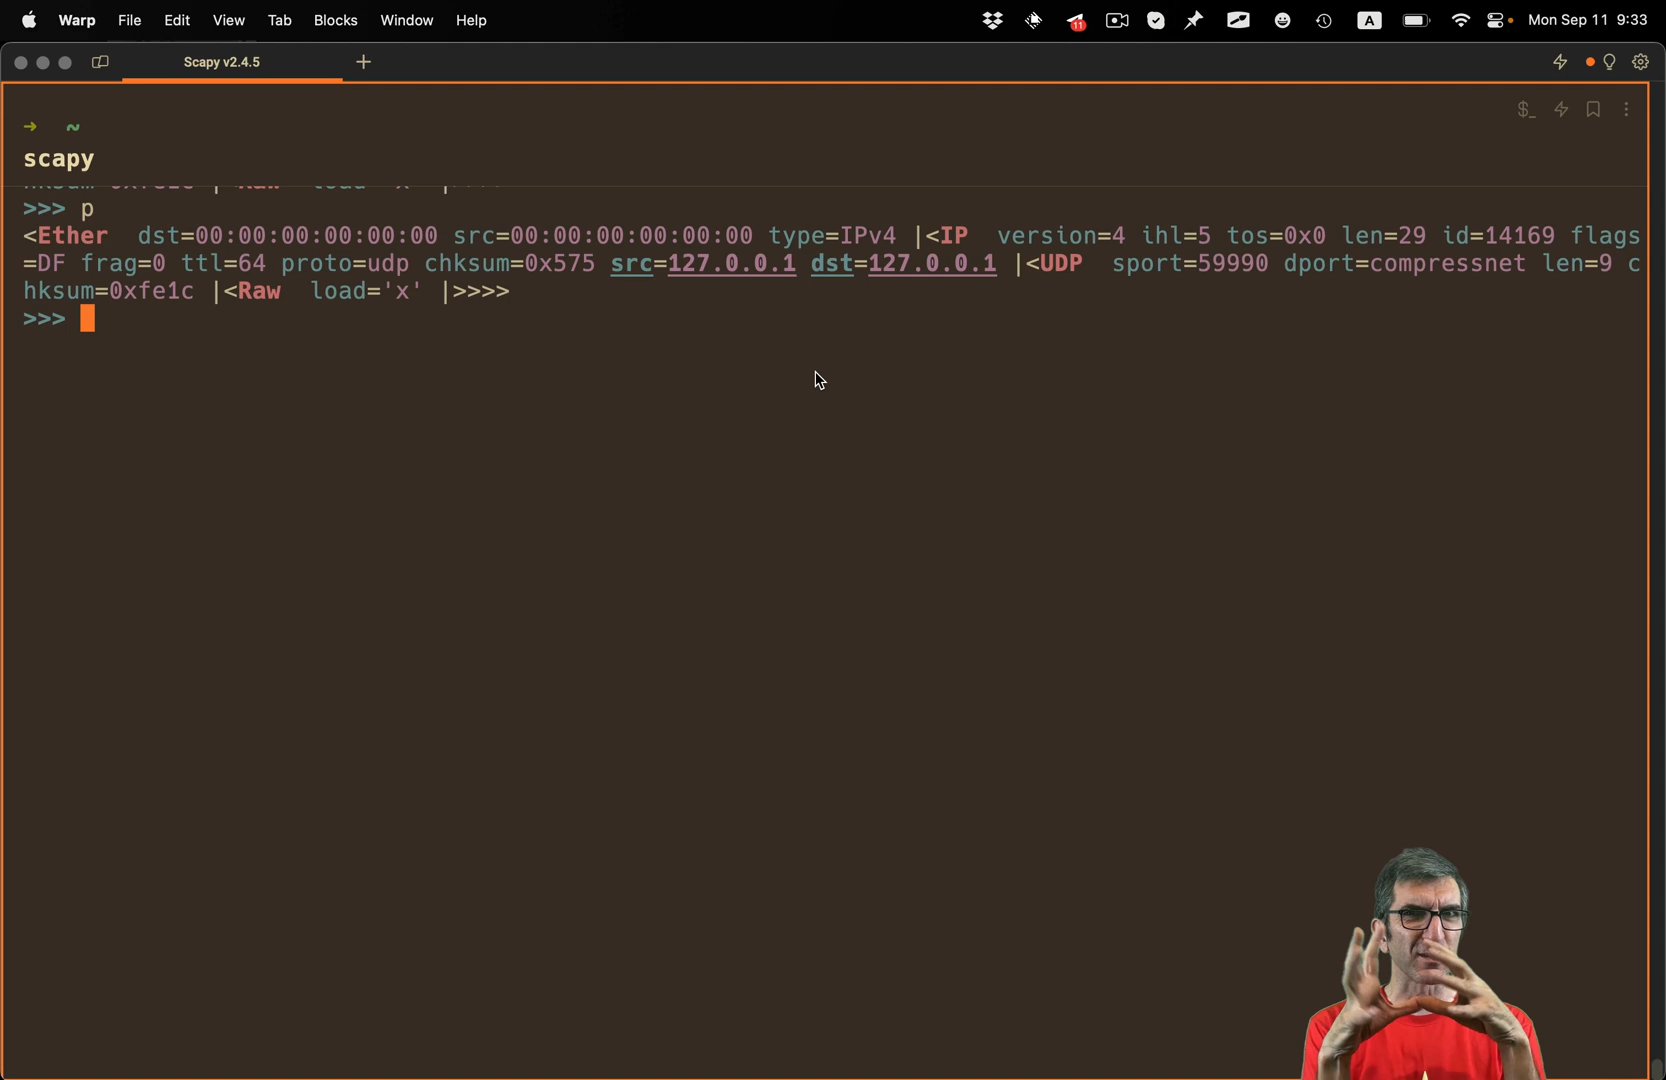 Warp File Edit View Tab Blocks Window Help 11 A Mon Sep 11 9:33
Scapy v2.4.5
~
$_
scapy
>>> p
<Ether dst=00:00:00:00:00:00 src=00:00:00:00:00:00 type=IPv4 |<IP version=4 ihl=5 tos=0x0 len=29 id=14169 flags
=DF frag=0 ttl=64 proto=udp chksum=0x575 src=127.0.0.1 dst=127.0.0.1 |<UDP sport=59990 dport=compressnet len=9 c
hksum=0xfe1c |<Raw load='x' |>>>>
>>>